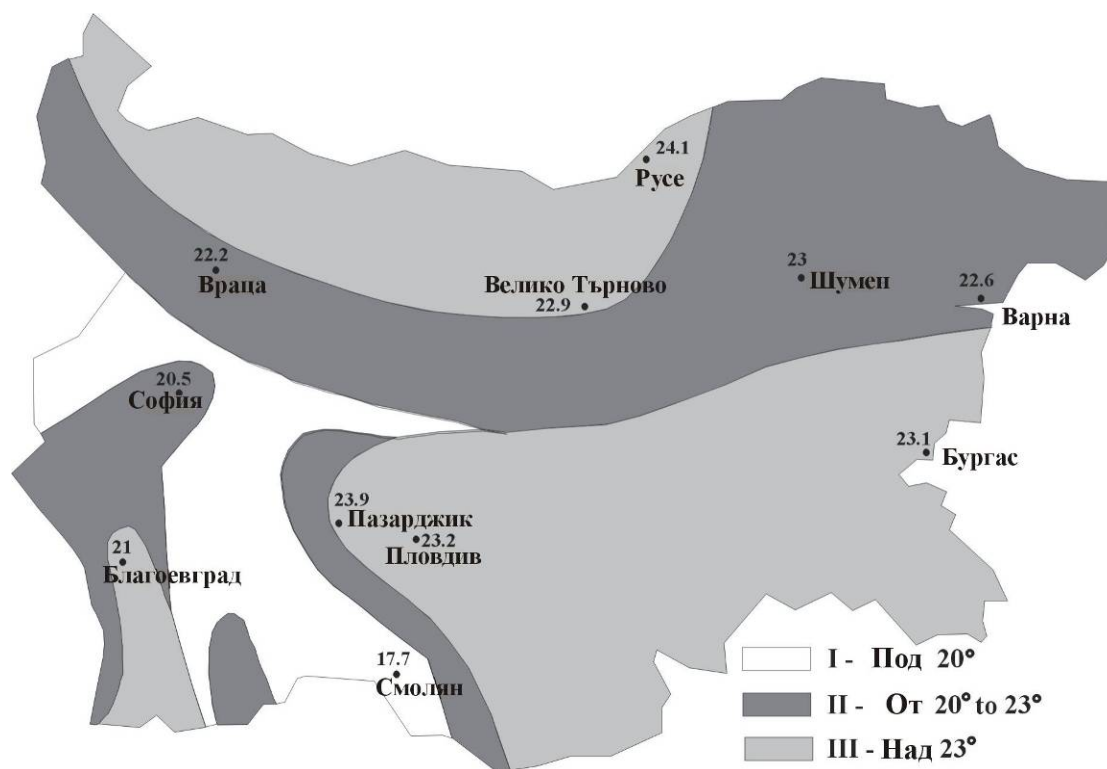 24.1
Русе
22.2
Враца
Велико Търново
22.9
23
Шумен
22.6
Варна
20.5
София
23.1
Бургас
23.9
Пазарджик
23.2
Пловдив
21
Благоевград
17.7
Смолян
I - Под 20°
II - От 20° to 23°
III - Над 23°